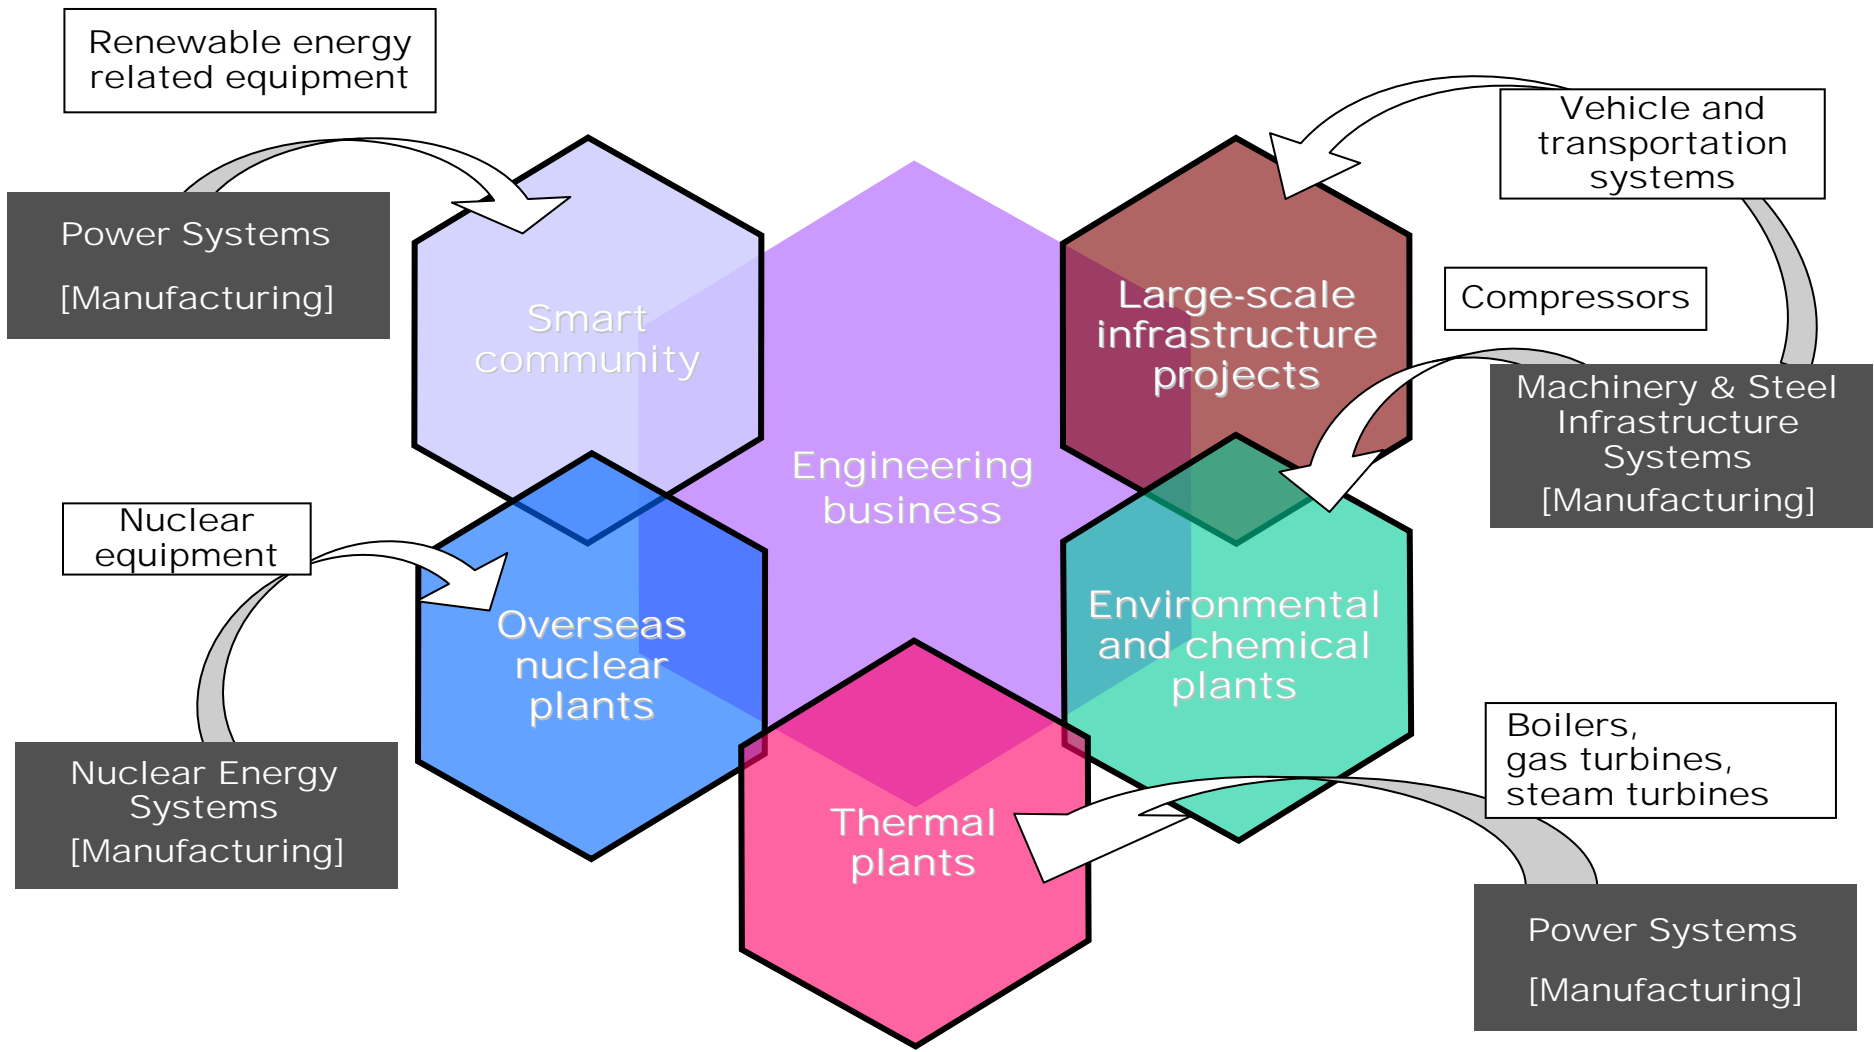 Renewable energy
related equipment
Power Systems
[Manufacturing]
Smart
community
Engineering
business
Large-scale
infrastructure
projects
Vehicle and
transportation
systems
Compressors
Machinery & Steel
Infrastructure
Systems
[Manufacturing]
Nuclear
equipment
Overseas
nuclear
plants
Nuclear Energy
Systems
[Manufacturing]
Environmental
and chemical
plants
Thermal
plants
Boilers,
gas turbines,
steam turbines
Power Systems
[Manufacturing]